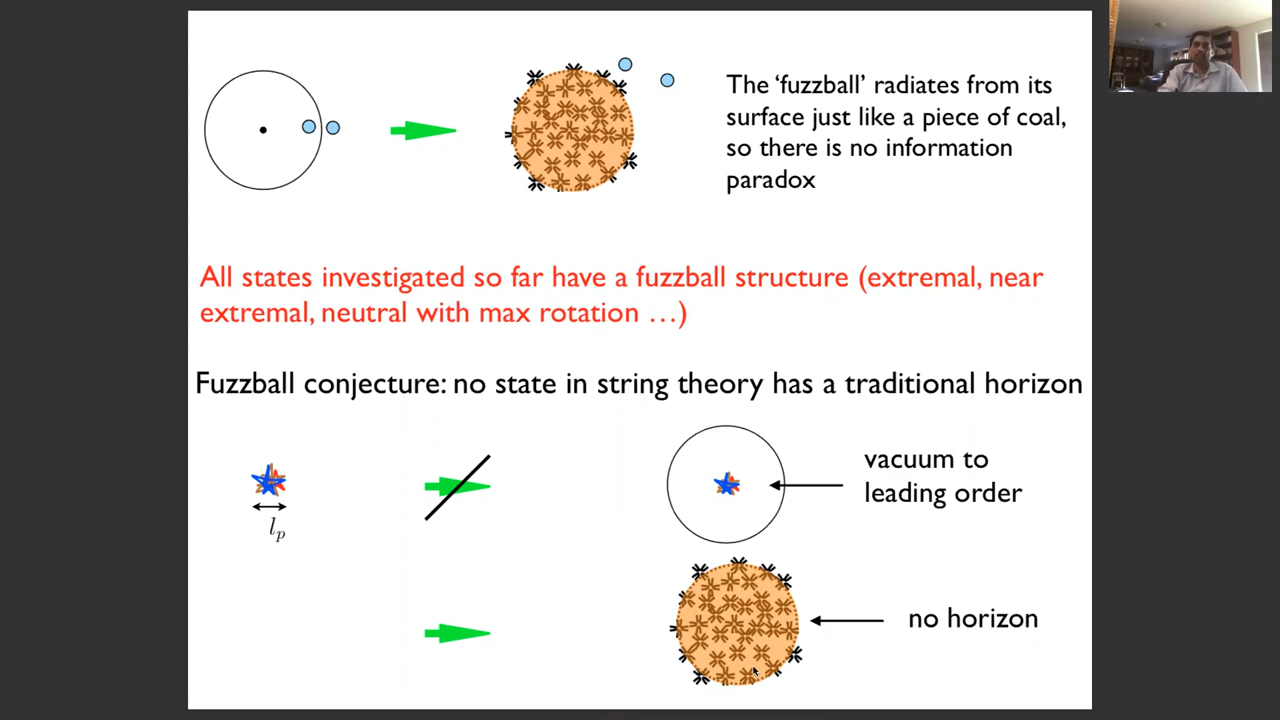 The ‘fuzzball’ radiates from its
surface just like a piece of coal,
so there is no information
paradox
All states investigated so far have a fuzzball structure (extremal, near
extremal, neutral with max rotation …)
Fuzzball conjecture: no state in string theory has a traditional horizon
vacuum to
leading order
l_p
no horizon